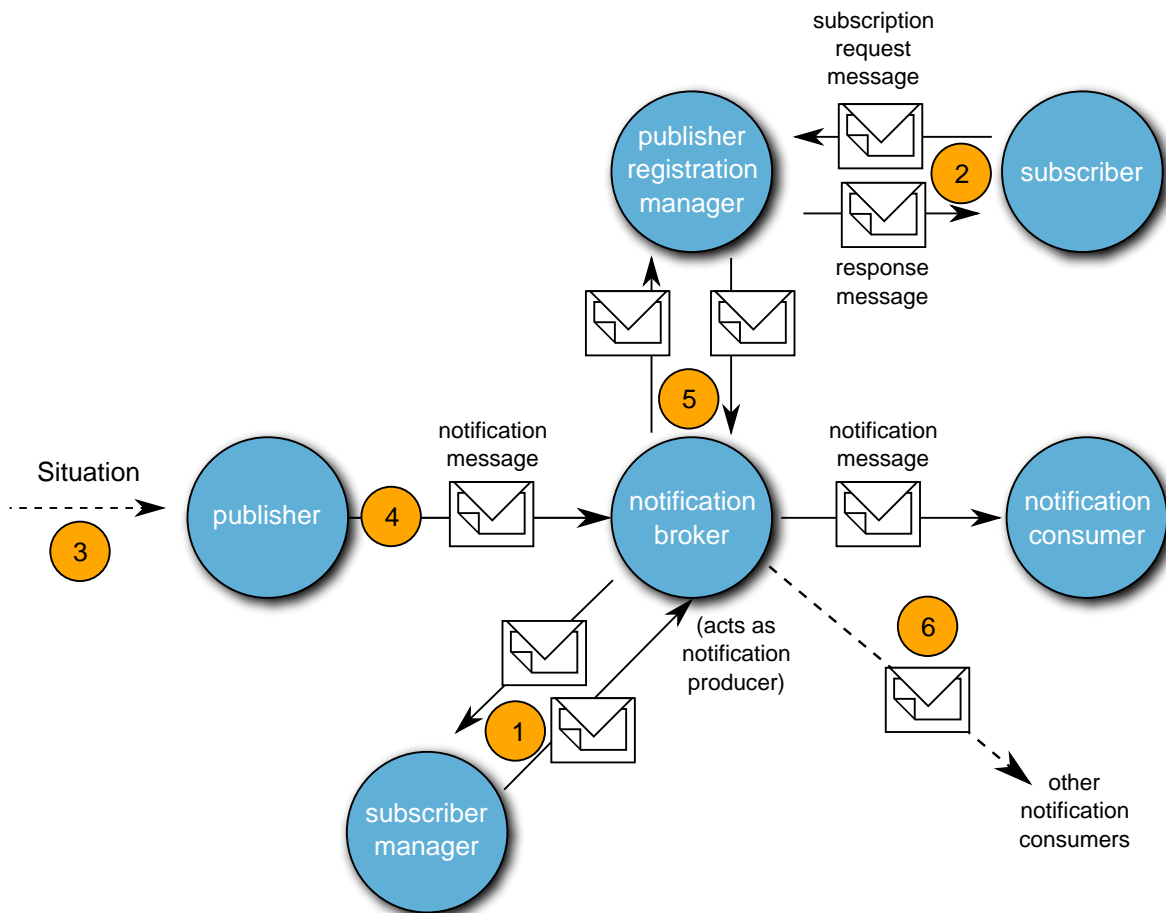 subscription
request
message
publisher
registration
manager
2
subscriber
response
message
5
Situation
3
publisher
4
notification
message
notification
broker
(acts as
notification
producer)
notification
message
notification
consumer
6
1
subscriber
manager
other
notification
consumers